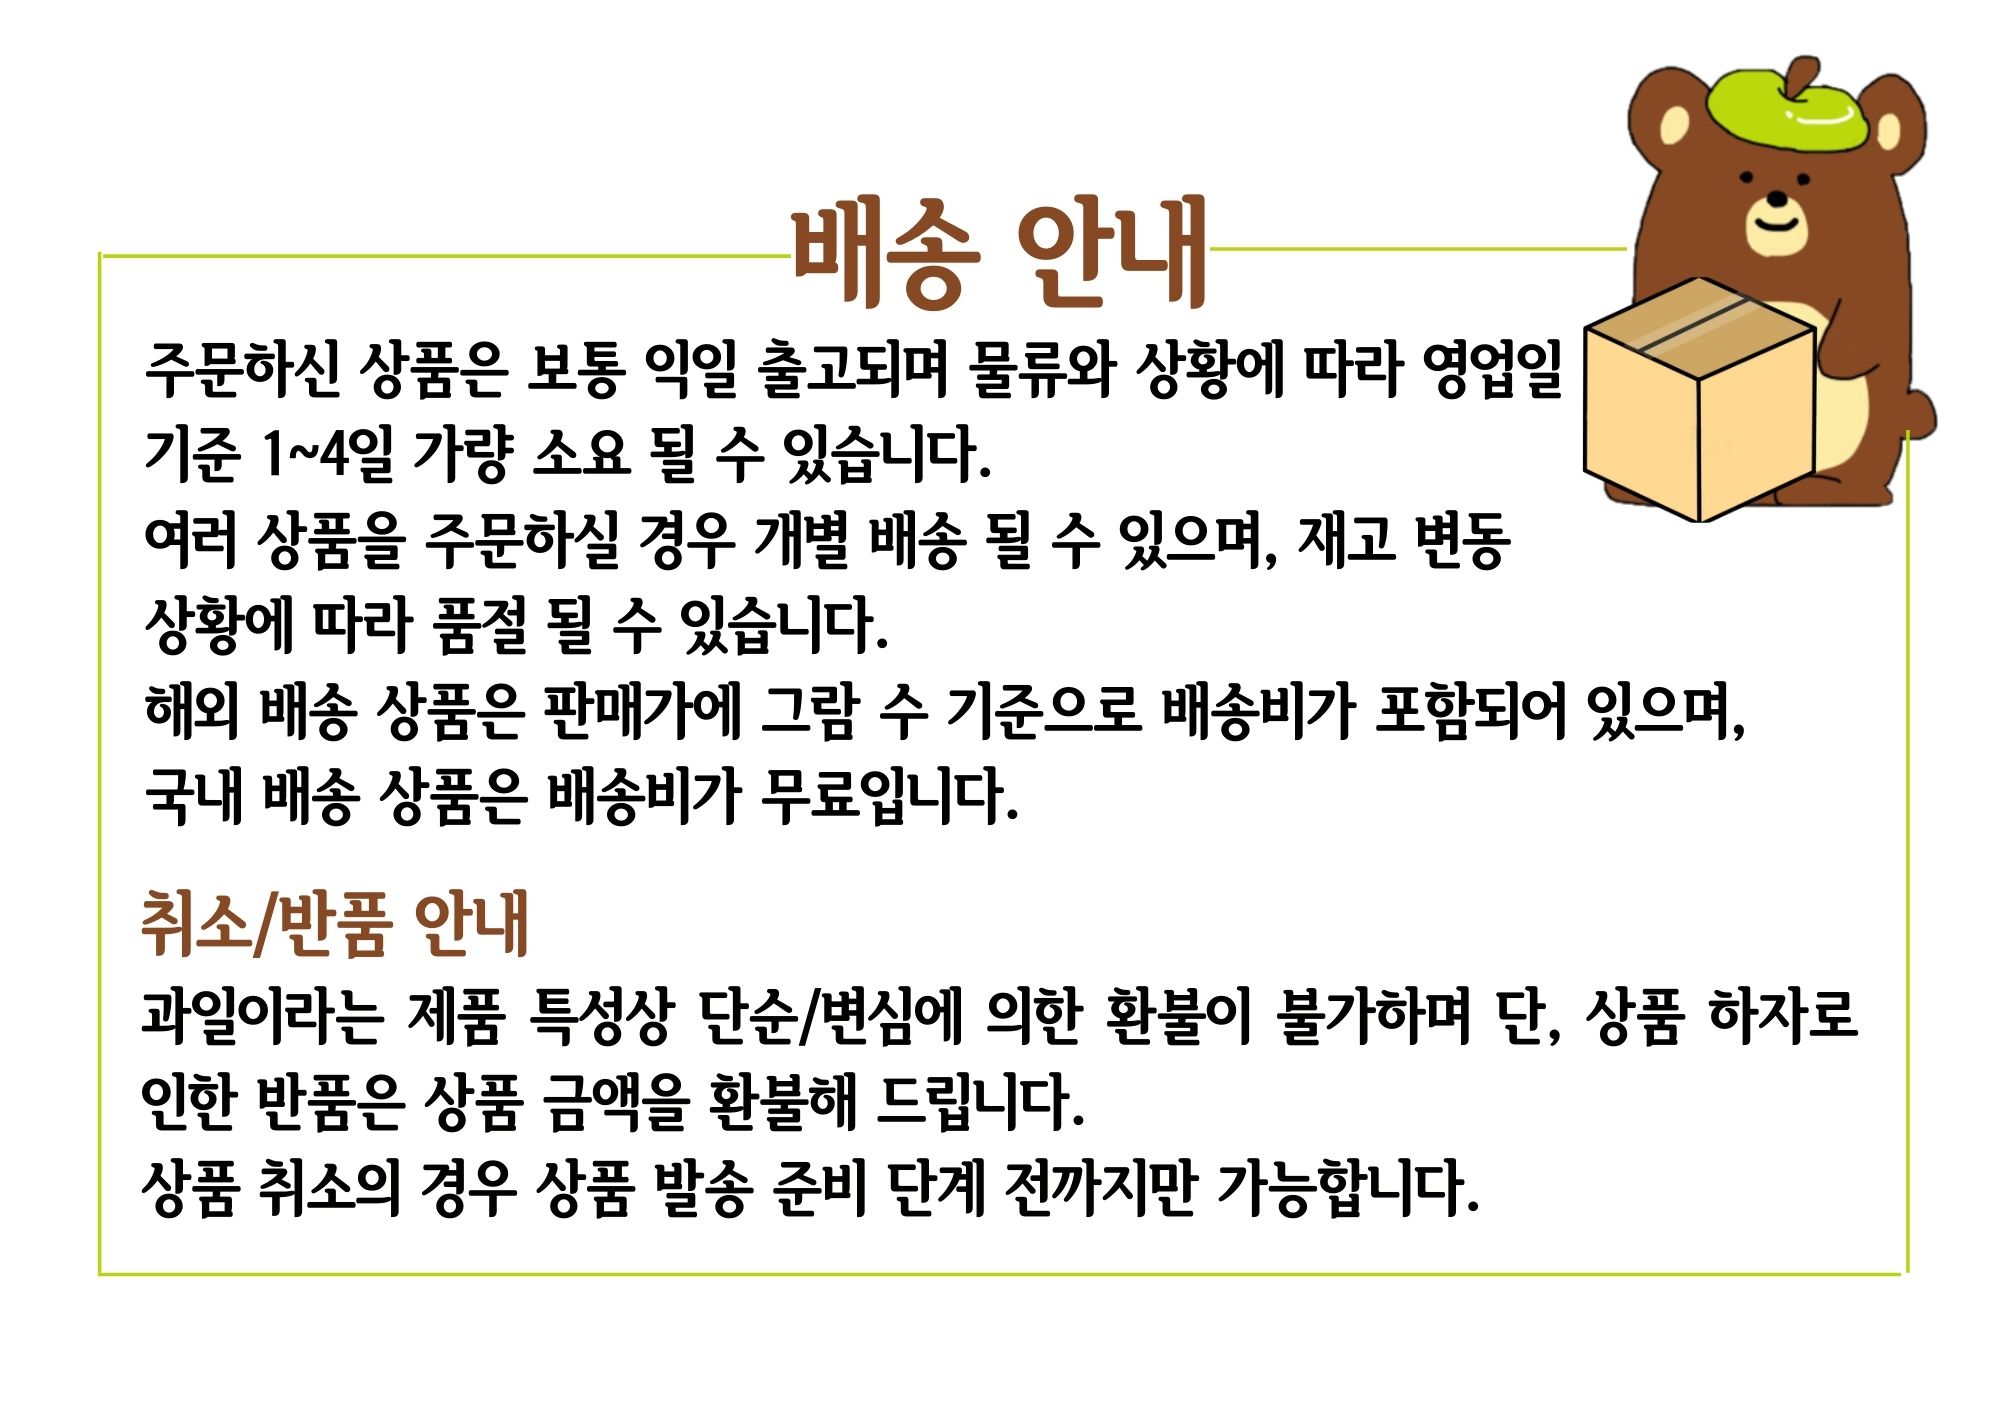 배송 안내
주문하신 상품은 보통 익일 출고되며 물류와 상황에 따라 영업일
기준 1~4일 가량 소요 될 수 있습니다.
여러 상품을 주문하실 경우 개별 배송 될 수 있으며, 재고 변동
상황에 따라 품절 될 수 있습니다.
해외 배송 상품은 판매가에 그람 수 기준으로 배송비가 포함되어 있으며,
국내 배송 상품은 배송비가 무료입니다.
취소/반품 안내
과일이라는 제품 특성상 단순/변심에 의한 환불이 불가하며 단, 상품 하자로
인한 반품은 상품 금액을 환불해 드립니다.
상품 취소의 경우 상품 발송 준비 단계 전까지만 가능합니다.